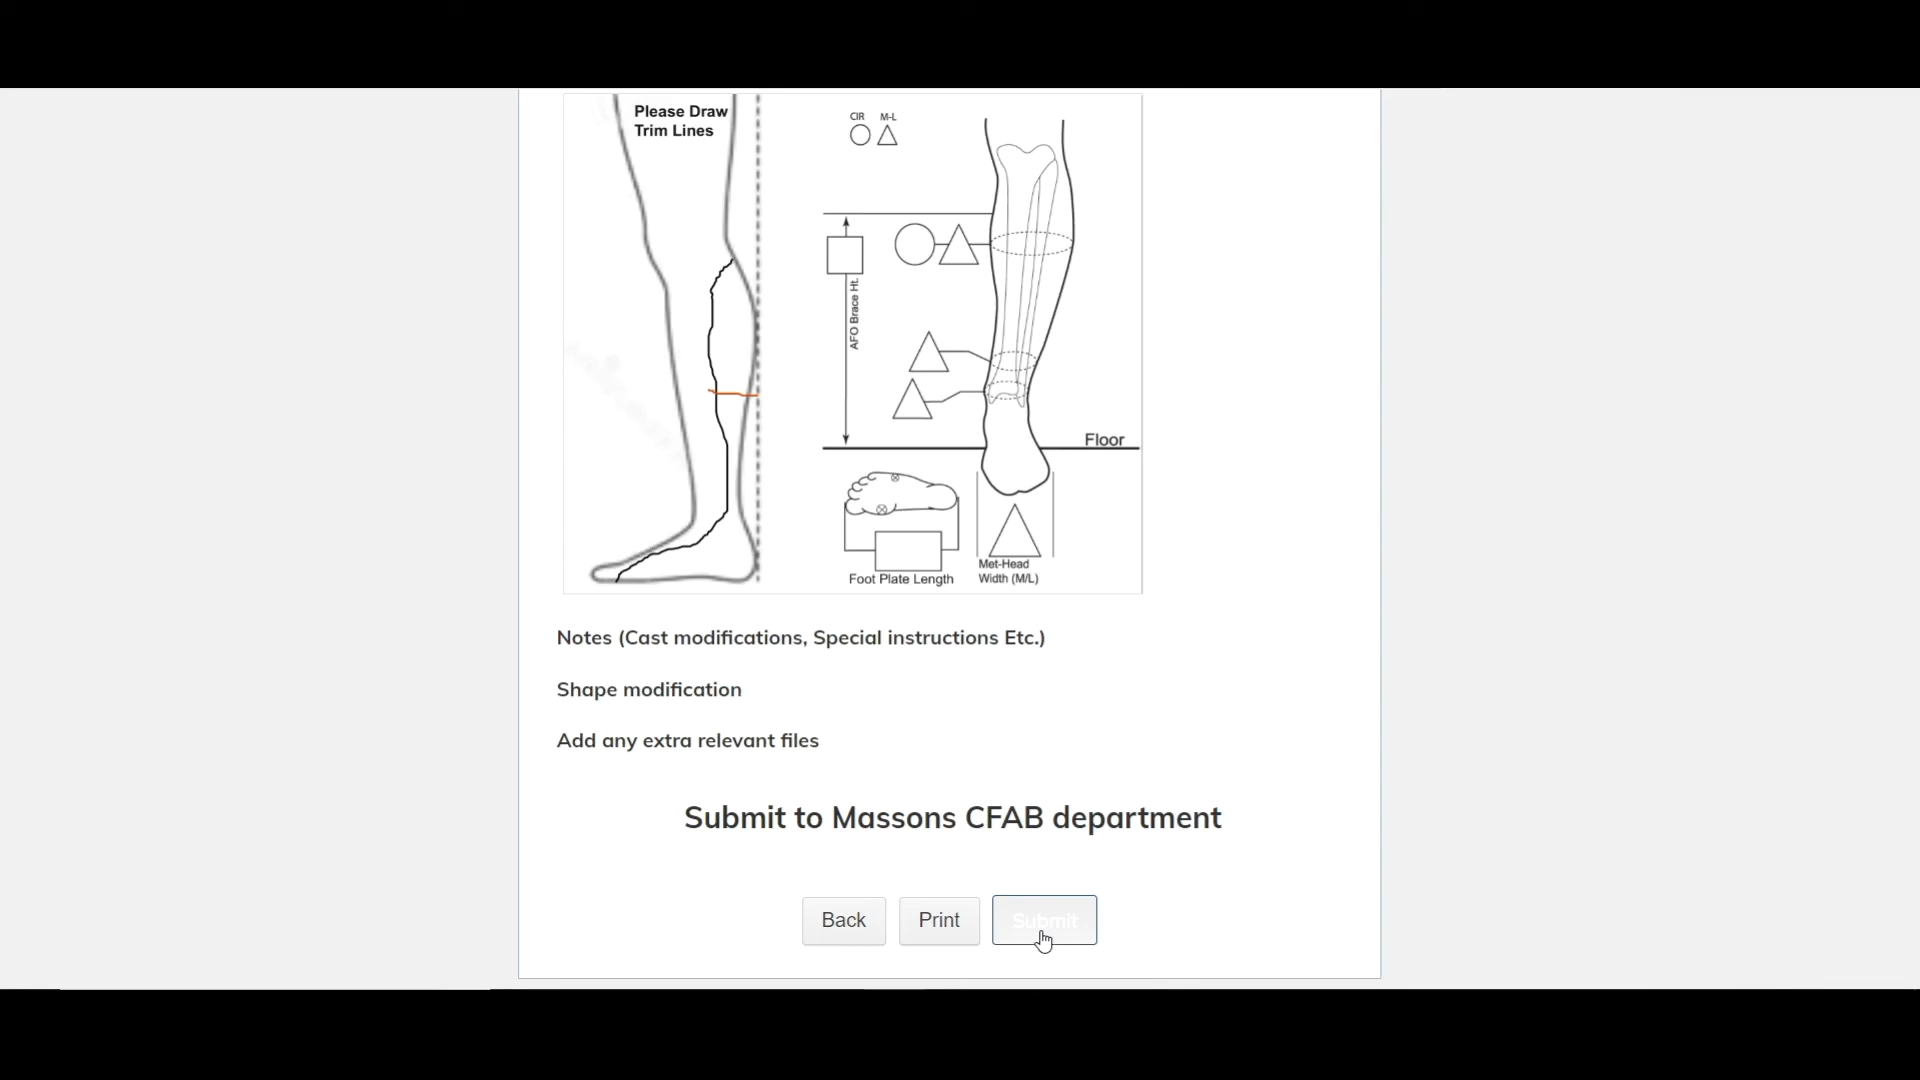 Please Draw
Trim Lines
CIR M-L
AFO Brace Ht.
Floor
Foot Plate Length
Met-Head
Width (M/L)
Notes (Cast modifications, Special instructions Etc.)
Shape modification
Add any extra relevant files
Submit to Massons CFAB department
Back
Print
Submit